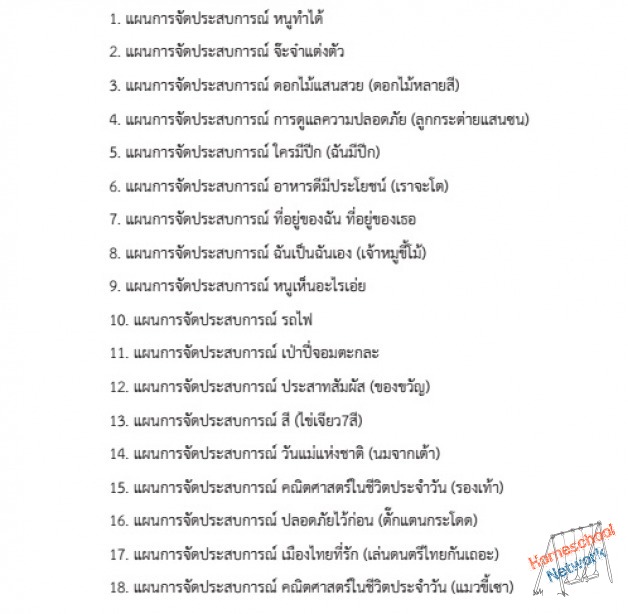 1. แผนการจัดประสบการณ์ หนูทำได้
2. แผนการจัดประสบการณ์ จ๊ะจ๋าแต่งตัว
3. แผนการจัดประสบการณ์ ดอกไม้แสนสวย (ดอกไม้หลายสี)
4. แผนการจัดประสบการณ์ การดูแลความปลอดภัย (ลูกกระต่ายแสนซน)
5. แผนการจัดประสบการณ์ ใครมีปีก (ฉันมีปีก)
6. แผนการจัดประสบการณ์ อาหารดีมีประโยชน์ (เราจะโต)
7. แผนการจัดประสบการณ์ ที่อยู่ของฉัน ที่อยู่ของเธอ
8. แผนการจัดประสบการณ์ ฉันเป็นฉันเอง (เจ้าหมูขี้โม้)
9. แผนการจัดประสบการณ์ หนูเห็นอะไรเอ่ย
10. แผนการจัดประสบการณ์ รถไฟ
11. แผนการจัดประสบการณ์ เป่าปี่จอมตะกละ
12. แผนการจัดประสบการณ์ ประสาทสัมผัส (ของขวัญ)
13. แผนการจัดประสบการณ์ สี (ไข่เจียว7สี)
14. แผนการจัดประสบการณ์ วันแม่แห่งชาติ (นมจากเต้า)
15. แผนการจัดประสบการณ์ คณิตศาสตร์ในชีวิตประจำวัน (รองเท้า)
16. แผนการจัดประสบการณ์ ปลอดภัยไว้ก่อน (ตั๊กแตนกระโดด)
17. แผนการจัดประสบการณ์ เมืองไทยที่รัก (เล่นดนตรีไทยกันเถอะ)
18. แผนการจัดประสบการณ์ คณิตศาสตร์ในชีวิตประจำวัน (แมวขี้เซา)
Homeschool
Network